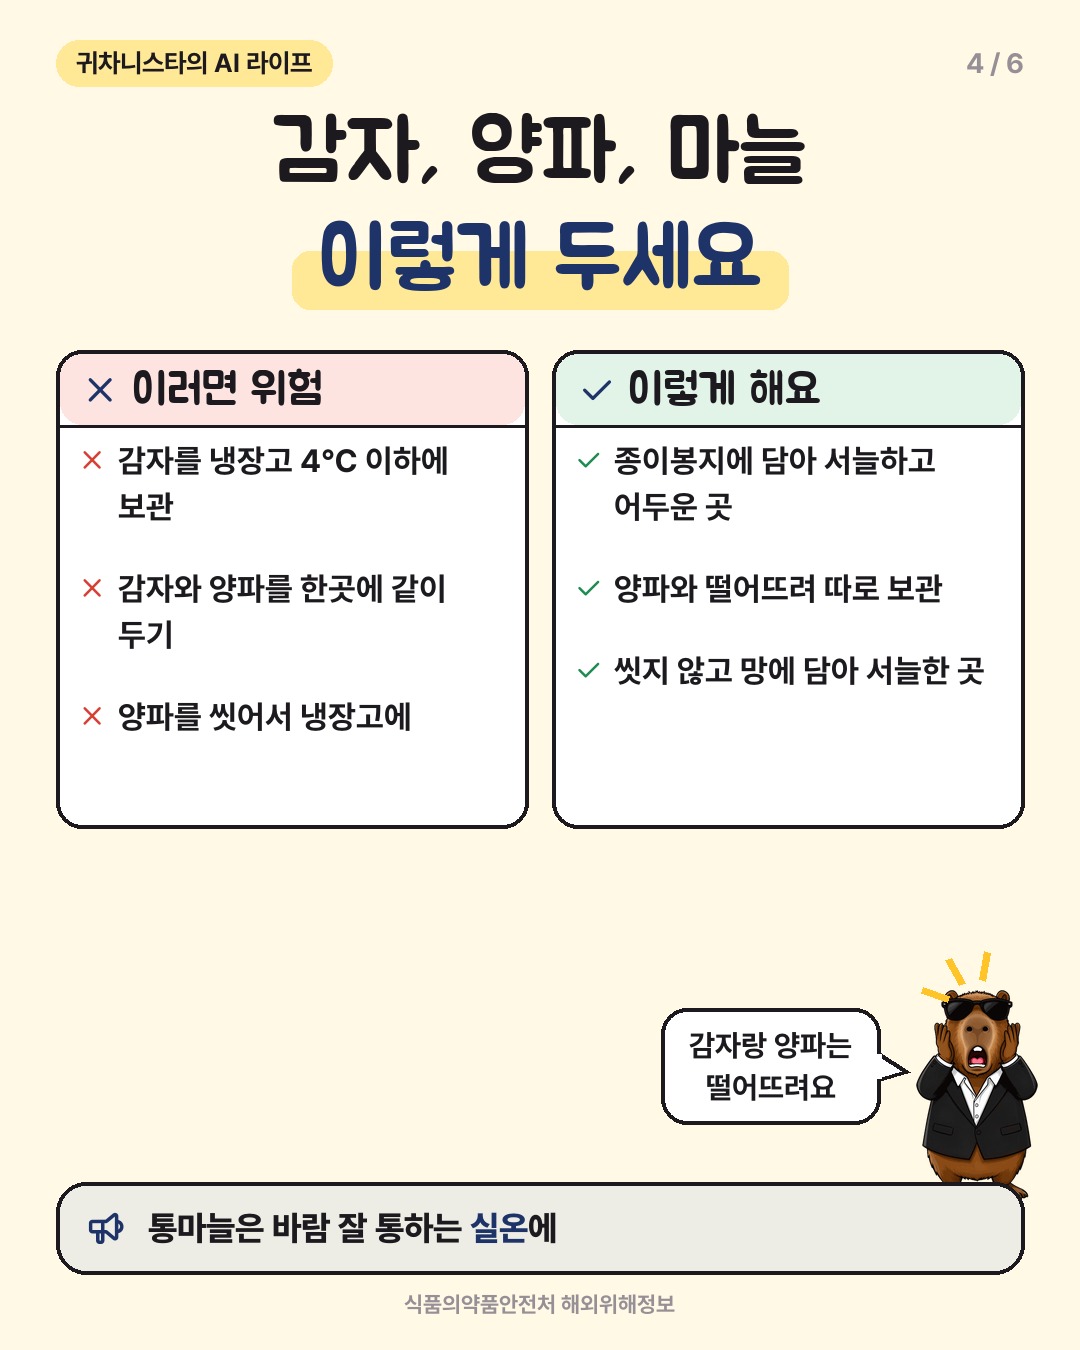 귀차니스타의 AI 라이프
4 / 6
감자, 양파, 마늘
이렇게 두세요
이러면 위험
감자를 냉장고 4°C 이하에
보관
감자와 양파를 한곳에 같이
두기
양파를 씻어서 냉장고에
이렇게 해요
종이봉지에 담아 서늘하고
어두운 곳
양파와 떨어뜨려 따로 보관
씻지 않고 망에 담아 서늘한 곳
감자랑 양파는
떨어뜨려요
통마늘은 바람 잘 통하는 실온에
식품의약품안전처 해외위해정보